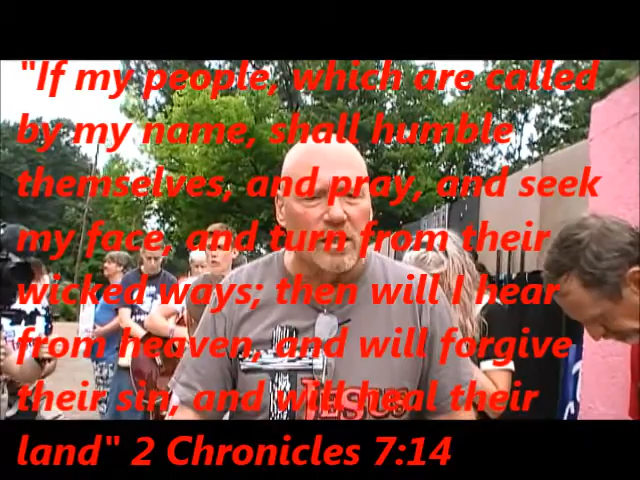 "If my people, which are called
by my name, shall humble
themselves, and pray, and seek
my face, and turn from their
wicked ways; then will I hear
from heaven, and will forgive
their sin, and will heal their
JESUS
land" 2 Chronicles 7:14